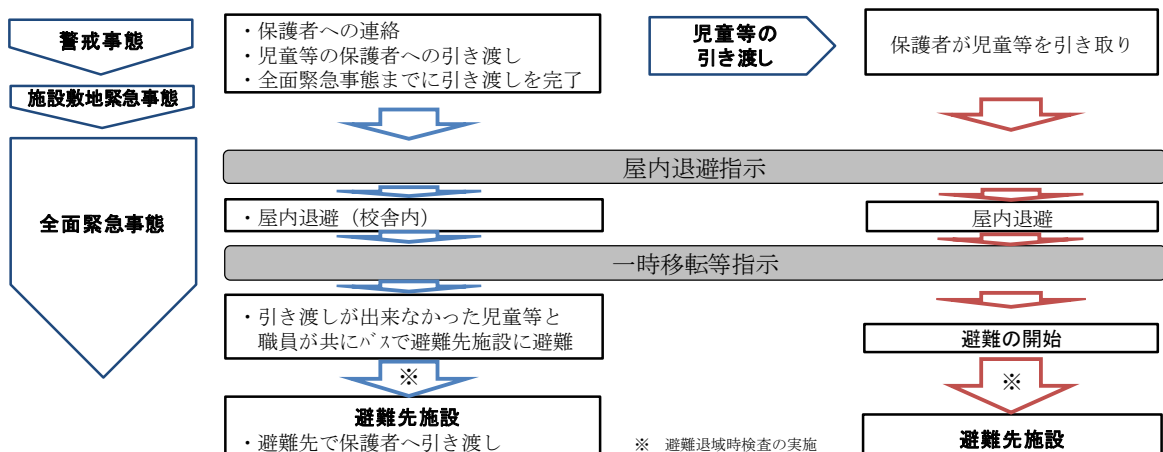 警戒事態
・保護者への連絡
・児童等の保護者への引き渡し
・全面緊急事態までに引き渡しを完了
児童等の
引き渡し
保護者が児童等を引き取り
施設敷地緊急事態
屋内退避指示
全面緊急事態
・屋内退避（校舎内）
屋内退避
一時移転等指示
・引き渡しが出来なかった児童等と
職員が共にﾊﾞｽで避難先施設に避難
避難の開始
※
※
避難先施設
・避難先で保護者へ引き渡し
※ 避難退域時検査の実施
避難先施設